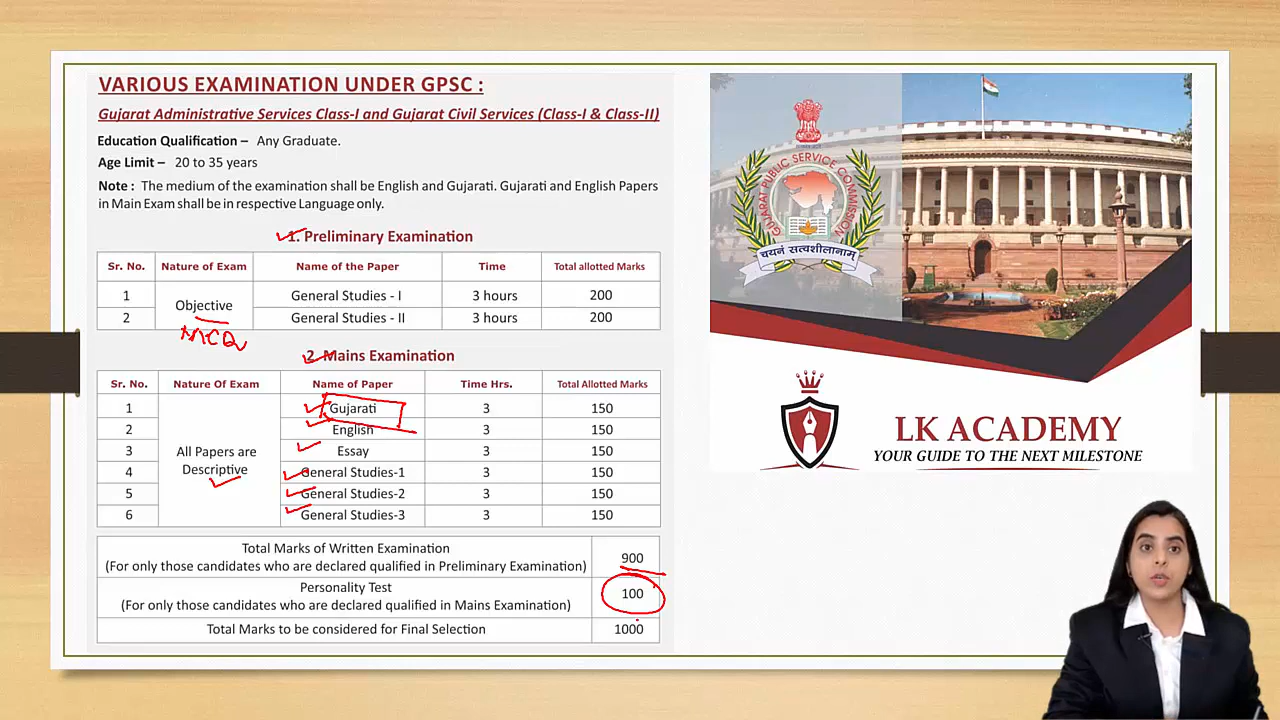 VARIOUS EXAMINATION UNDER GPSC :
Gujarat Administrative Services Class-I and Gujarat Civil Services (Class-I & Class-II)
Education Qualification – Any Graduate.
Age Limit – 20 to 35 years
Note : The medium of the examination shall be English and Gujarati. Gujarati and English Papers
in Main Exam shall be in respective Language only.
1. Preliminary Examination
Sr. No. Nature of Exam Name of the Paper Time Total allotted Marks
1 General Studies - I 3 hours 200
Objective
2 General Studies - II 3 hours 200
MCQ
2. Mains Examination
Sr. No. Nature Of Exam Name of Paper Time Hrs. Total Allotted Marks
1 Gujarati 3 150
2 English 3 150
3 Essay 3 150
All Papers are
Descriptive
4 General Studies-1 3 150
5 General Studies-2 3 150
6 General Studies-3 3 150
Total Marks of Written Examination
(For only those candidates who are declared qualified in Preliminary Examination) 900
Personality Test
(For only those candidates who are declared qualified in Mains Examination) 100
Total Marks to be considered for Final Selection 1000
GUJARAT PUBLIC SERVICE COMMISSION
चयनं सत्यशीलानाम्
LK ACADEMY
YOUR GUIDE TO THE NEXT MILESTONE